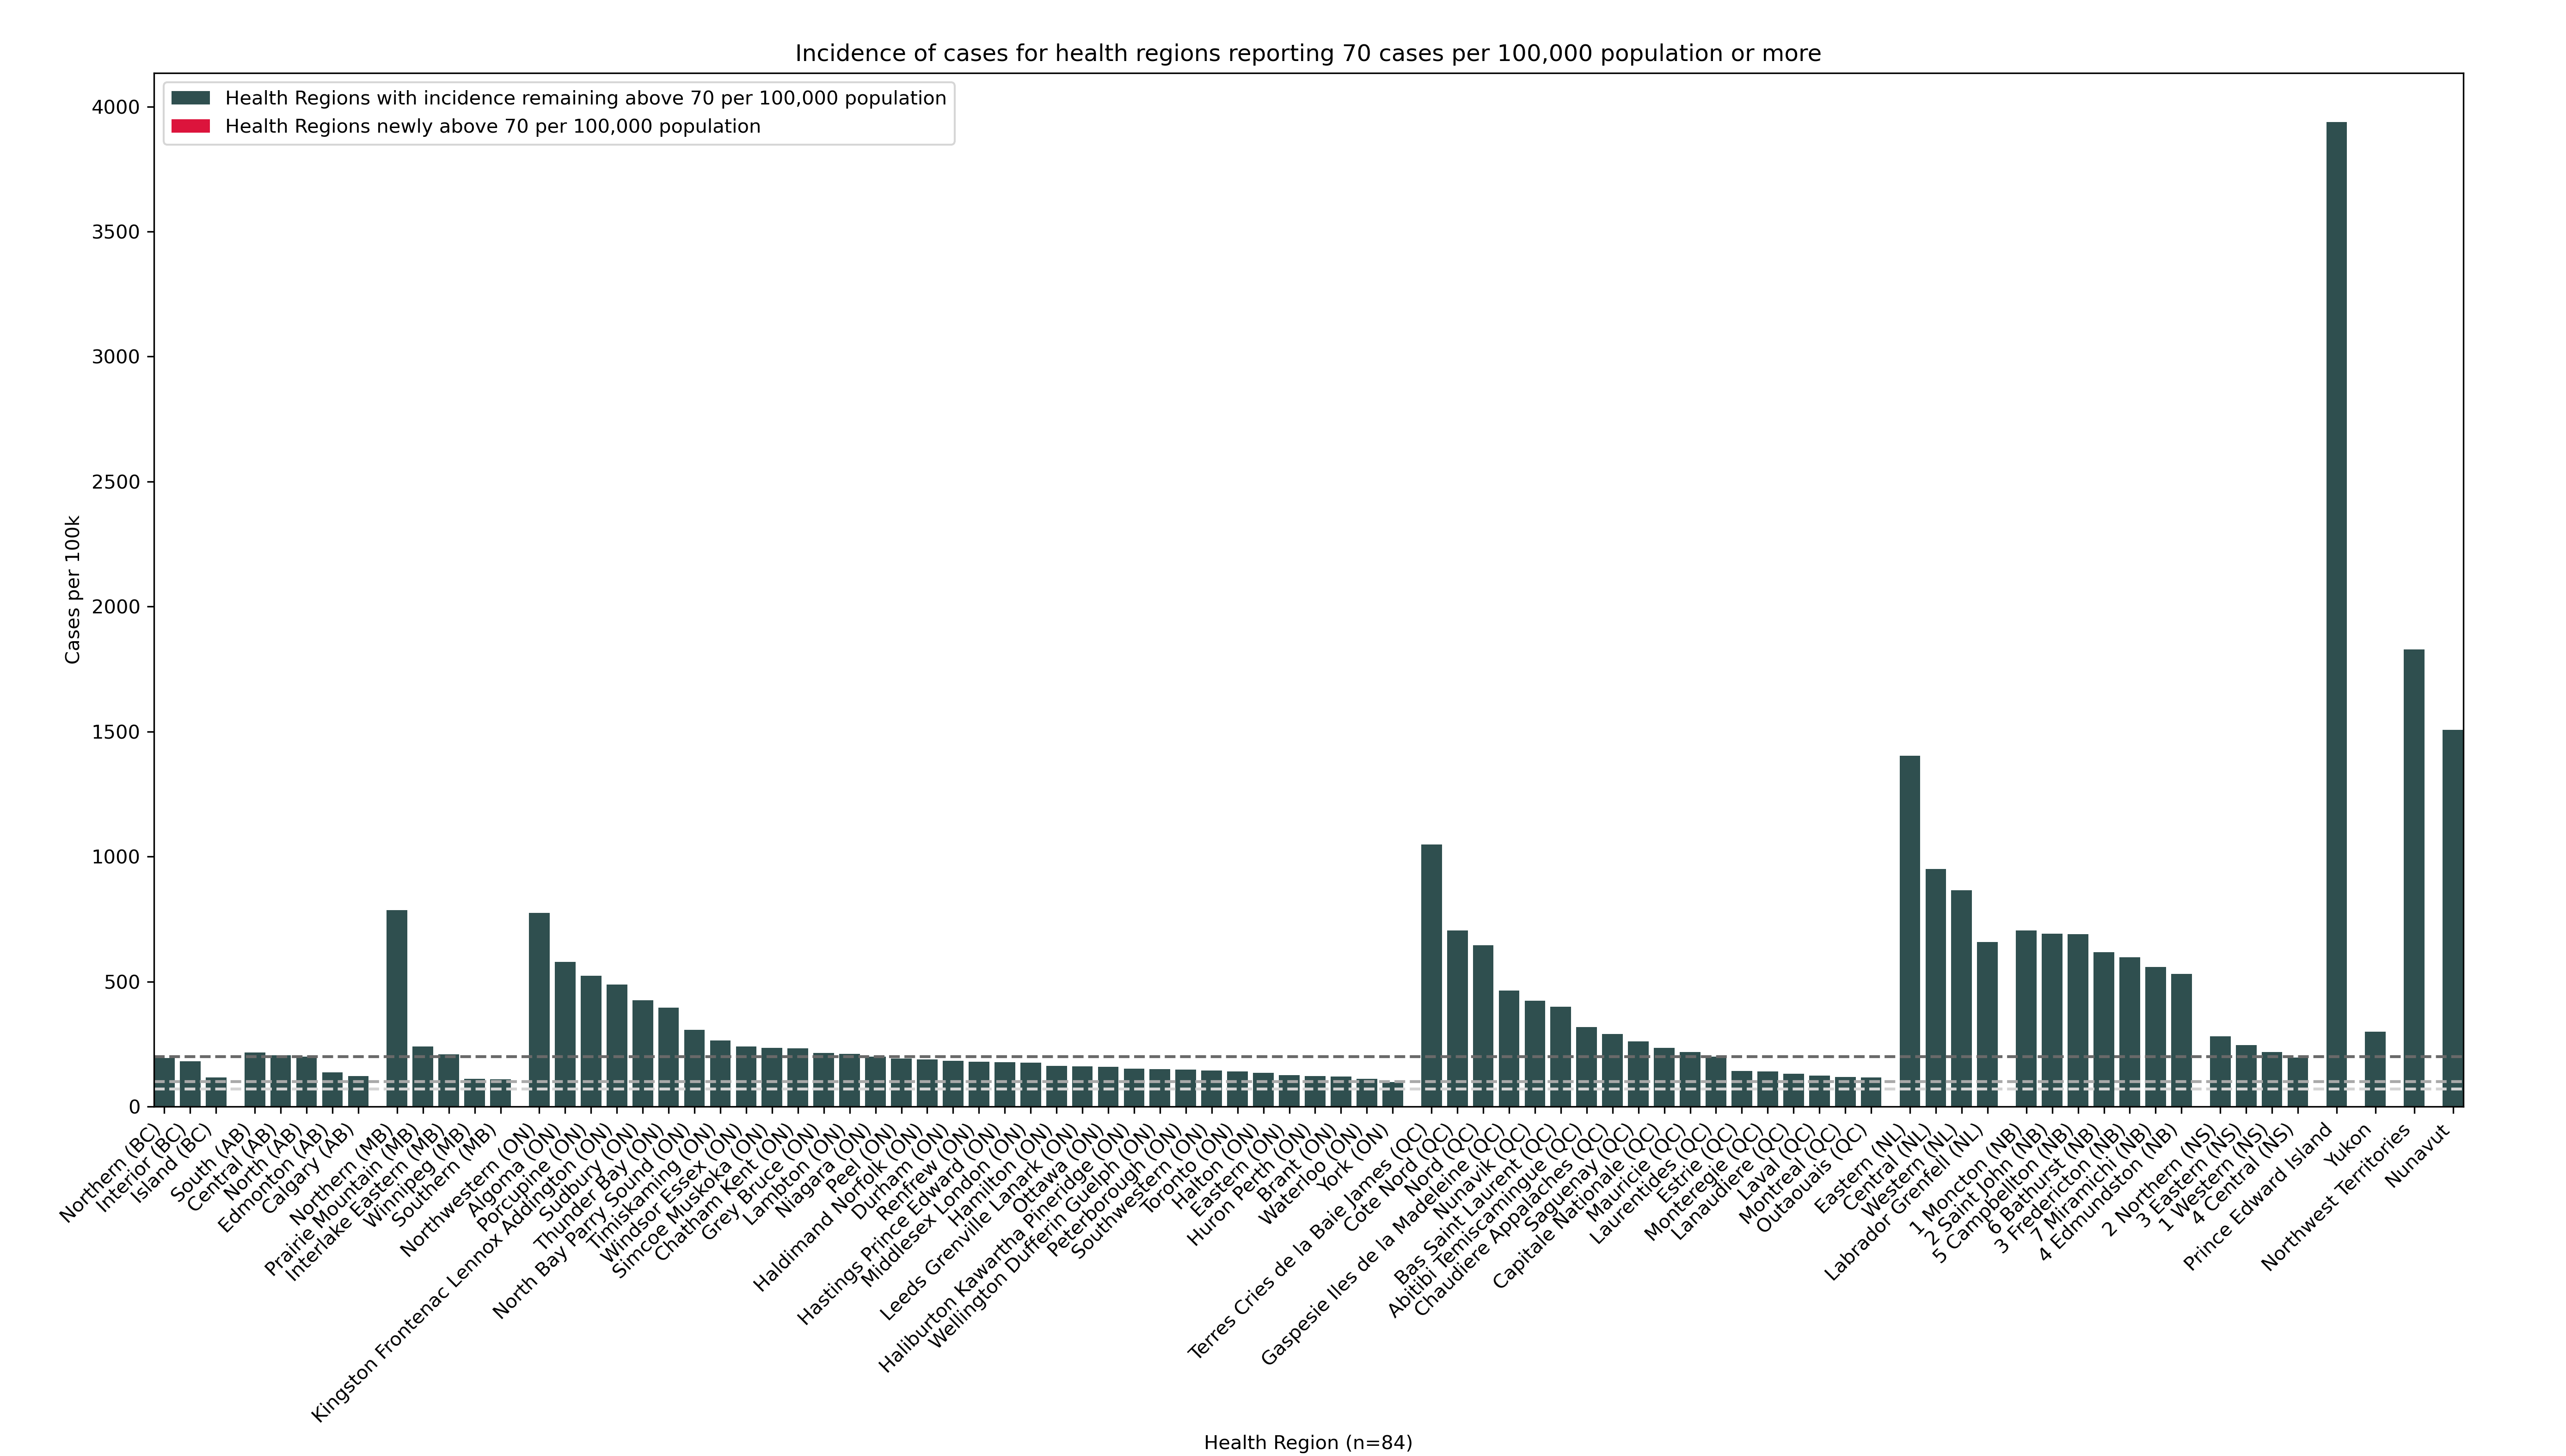 Incidence of cases for health regions reporting 70 cases per 100,000 population or more
Health Regions with incidence remaining above 70 per 100,000 population
Health Regions newly above 70 per 100,000 population
Cases per 100k
4000
3500
3000
2500
2000
1500
1000
500
0
Northern (BC)
Interior (BC)
Island (BC)
South (AB)
Central (AB)
North (AB)
Edmonton (AB)
Calgary (AB)
Northern (MB)
Prairie Mountain (MB)
Interlake Eastern (MB)
Winnipeg (MB)
Southern (MB)
Northwestern (ON)
Algoma (ON)
Porcupine (ON)
Kingston Frontenac Lennox Addington (ON)
Sudbury (ON)
Thunder Bay (ON)
North Bay Parry Sound (ON)
Timiskaming (ON)
Windsor Essex (ON)
Simcoe Muskoka (ON)
Chatham Kent (ON)
Grey Bruce (ON)
Lambton (ON)
Niagara (ON)
Peel (ON)
Haldimand Norfolk (ON)
Durham (ON)
Renfrew (ON)
Hastings Prince Edward (ON)
Middlesex London (ON)
Hamilton (ON)
Leeds Grenville Lanark (ON)
Ottawa (ON)
Haliburton Kawartha Pineridge (ON)
Wellington Dufferin Guelph (ON)
Peterborough (ON)
Southwestern (ON)
Toronto (ON)
Halton (ON)
Eastern (ON)
Huron Perth (ON)
Brant (ON)
Waterloo (ON)
York (ON)
Terres Cries de la Baie James (QC)
Cote Nord (QC)
Nord (QC)
Gaspesie Iles de la Madeleine (QC)
Nunavik (QC)
Bas Saint Laurent (QC)
Abitibi Temiscamingue (QC)
Chaudiere Appalaches (QC)
Saguenay (QC)
Capitale Nationale (QC)
Mauricie (QC)
Laurentides (QC)
Estrie (QC)
Monteregie (QC)
Lanaudiere (QC)
Laval (QC)
Montreal (QC)
Outaouais (QC)
Eastern (NL)
Central (NL)
Western (NL)
Labrador Grenfell (NL)
1 Moncton (NB)
2 Saint John (NB)
5 Campbellton (NB)
6 Bathurst (NB)
3 Fredericton (NB)
7 Miramichi (NB)
4 Edmundston (NB)
2 Northern (NS)
3 Eastern (NS)
1 Western (NS)
4 Central (NS)
Prince Edward Island
Yukon
Northwest Territories
Nunavut
Health Region (n=84)